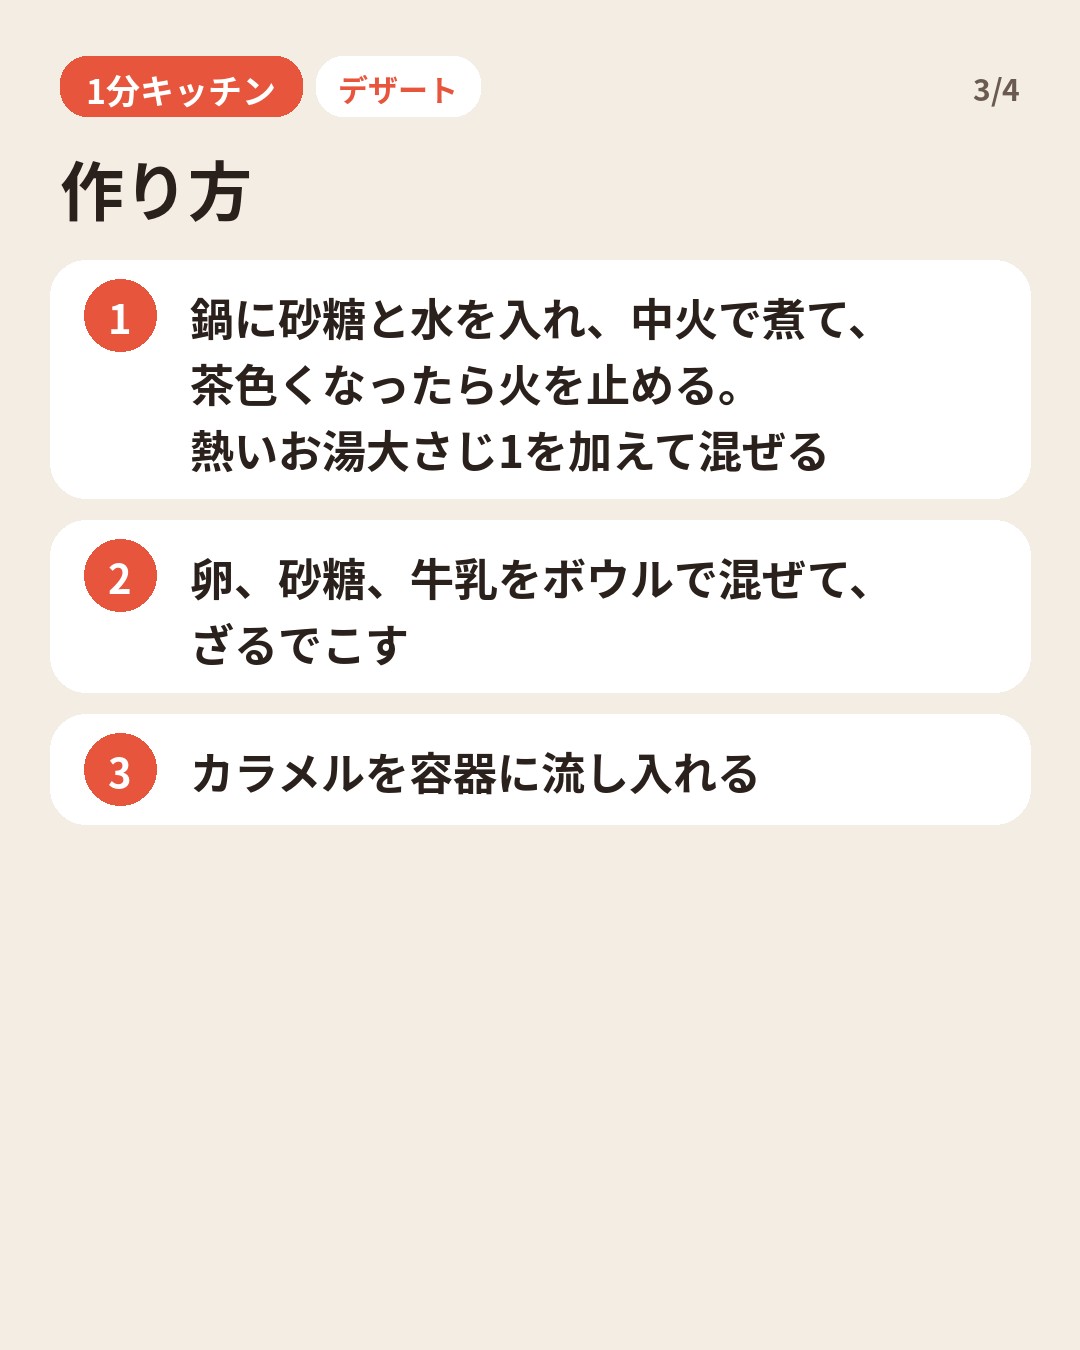 1分キッチン
デザート
3/4
作り方
1
鍋に砂糖と水を入れ、中火で煮て、
茶色くなったら火を止める。
熱いお湯大さじ1を加えて混ぜる
2
卵、砂糖、牛乳をボウルで混ぜて、
ざるでこす
3
カラメルを容器に流し入れる